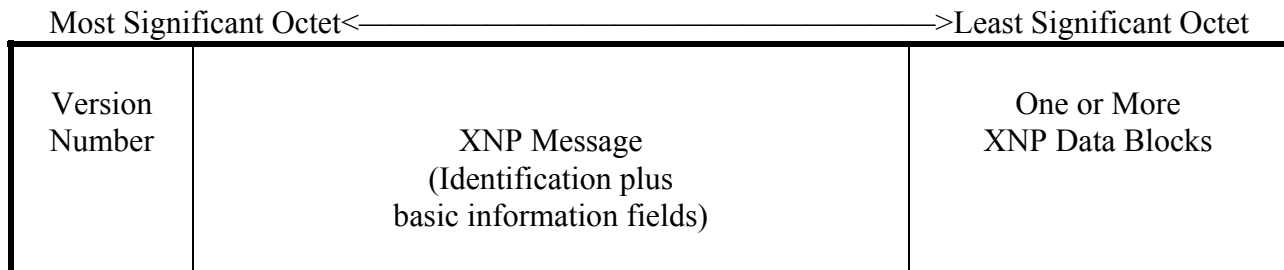 Most Significant Octet<——————————————————>Least Significant Octet
Version
Number
XNP Message
(Identification plus
basic information fields)
One or More
XNP Data Blocks